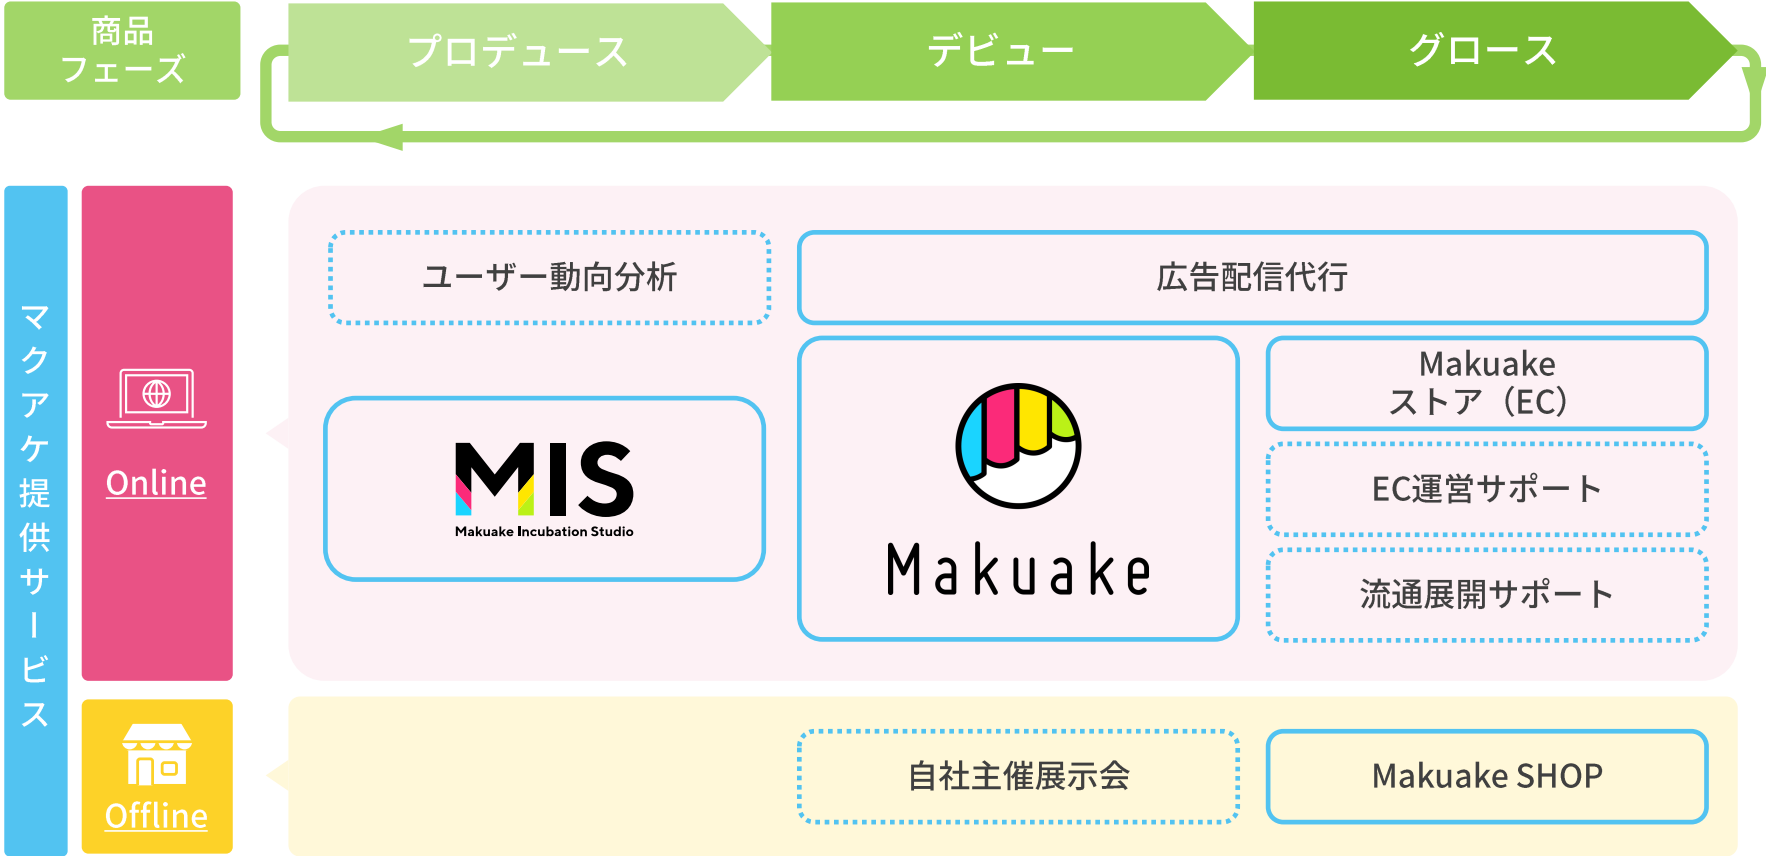 商品
フェーズ
プロデュース
デビュー
グロース
マクアケ提供サービス
Online
ユーザー動向分析
広告配信代行
MIS
Makuake Incubation Studio
Makuake
Makuake
ストア（EC）
EC運営サポート
流通展開サポート
Offline
自社主催展示会
Makuake SHOP